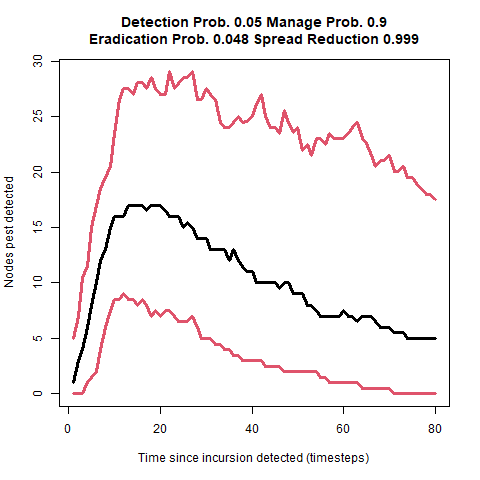 Detection Prob. 0.05 Manage Prob. 0.9
Eradication Prob. 0.048 Spread Reduction 0.999
30
25
20
15
10
5
0
Nodes pest detected
0 20 40 60 80
Time since incursion detected (timesteps)